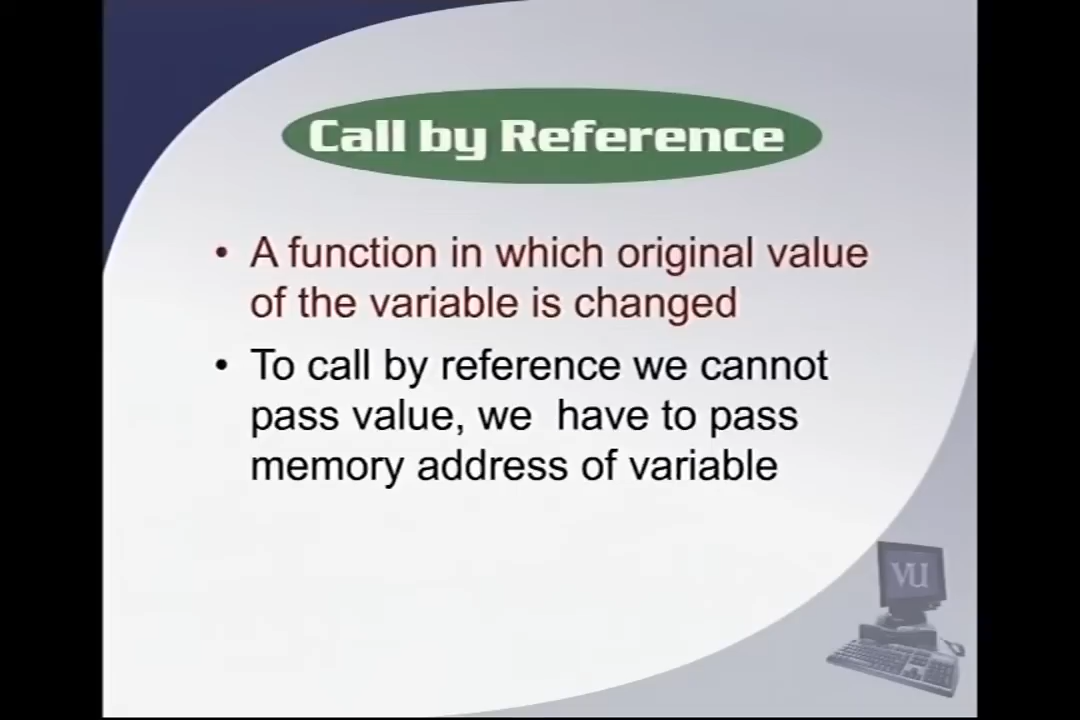 Call by Reference
• A function in which original value
of the variable is changed
• To call by reference we cannot
pass value, we have to pass
memory address of variable
VU